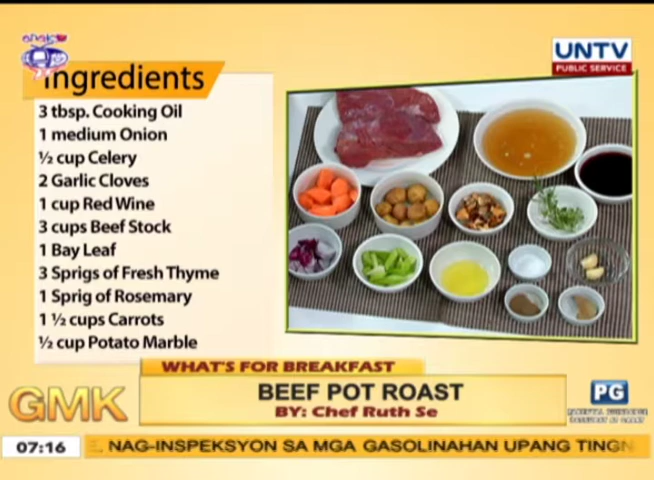 UNTV
PUBLIC SERVICE
Ingredients
3 tbsp. Cooking Oil
1 medium Onion
½ cup Celery
2 Garlic Cloves
1 cup Red Wine
3 cups Beef Stock
1 Bay Leaf
3 Sprigs of Fresh Thyme
1 Sprig of Rosemary
1 ½ cups Carrots
½ cup Potato Marble
WHAT'S FOR BREAKFAST
BEEF POT ROAST
BY: Chef Ruth Se
GMK
PG
07:16
E, NAG-INSPEKSYON SA MGA GASOLINAHAN UPANG TINGN